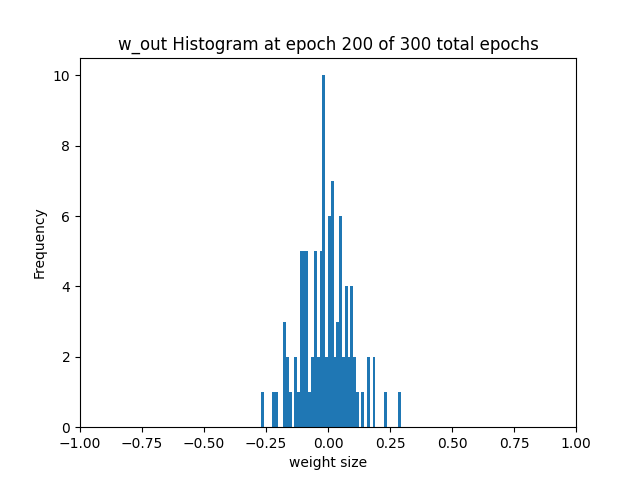 w_out Histogram at epoch 200 of 300 total epochs
Frequency
10
8
6
4
2
0
−1.00 −0.75 −0.50 −0.25 0.00 0.25 0.50 0.75 1.00
weight size